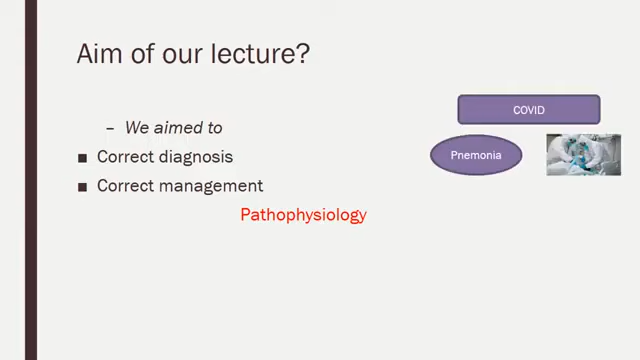 Aim of our lecture?
– We aimed to
■ Correct diagnosis
■ Correct management
Pathophysiology
COVID
Pnemonia